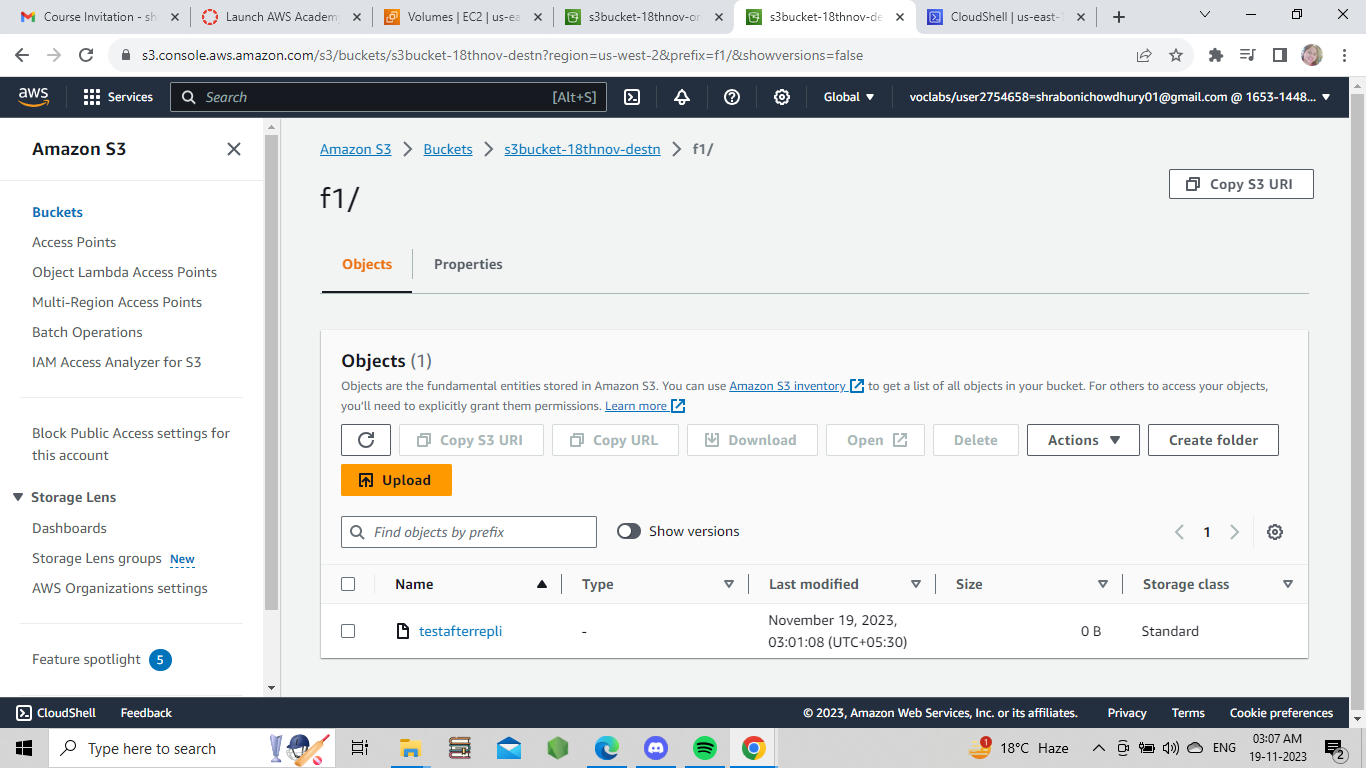 Course Invitation - sh
Launch AWS Academy
Volumes | EC2 | us-ea
s3bucket-18thnov-or
s3bucket-18thnov-de
CloudShell | us-east-
s3.console.aws.amazon.com/s3/buckets/s3bucket-18thnov-destn?region=us-west-2&prefix=f1/&showversions=false
aws
Services
Search
[Alt+S]
Global
voclabs/user2754658=shrabonichowdhury01@gmail.com @ 1653-1448...
Amazon S3
Buckets
Access Points
Object Lambda Access Points
Multi-Region Access Points
Batch Operations
IAM Access Analyzer for S3
Block Public Access settings for
this account
Storage Lens
Dashboards
Storage Lens groups New
AWS Organizations settings
Feature spotlight 5
Amazon S3 > Buckets > s3bucket-18thnov-destn > f1/
f1/
Copy S3 URI
Objects
Properties
Objects (1)
Objects are the fundamental entities stored in Amazon S3. You can use Amazon S3 inventory to get a list of all objects in your bucket. For others to access your objects,
you'll need to explicitly grant them permissions. Learn more
Copy S3 URI
Copy URL
Download
Open
Delete
Actions
Create folder
Upload
Find objects by prefix
Show versions
1
Name
Type
Last modified
Size
Storage class
testafterrepli
-
November 19, 2023,
03:01:08 (UTC+05:30)
0 B
Standard
CloudShell
Feedback
© 2023, Amazon Web Services, Inc. or its affiliates.
Privacy
Terms
Cookie preferences
Type here to search
1
18°C Haze
ENG
03:07 AM
19-11-2023
2